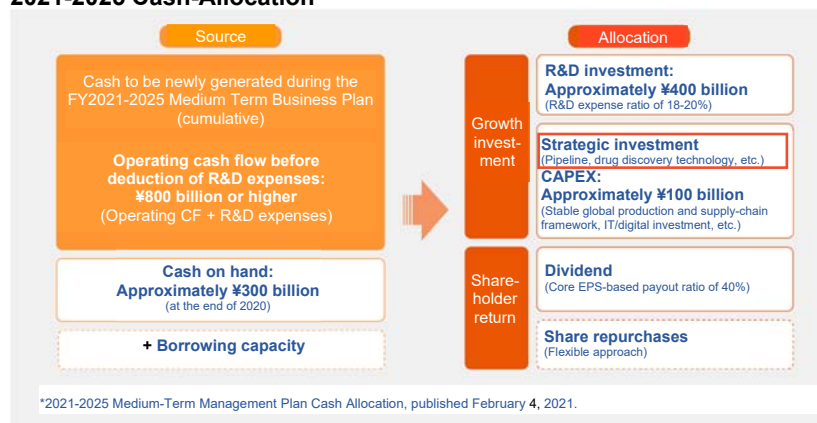 2021-2025 Cash-Allocation
Source
Cash to be newly generated during the
FY2021-2025 Medium Term Business Plan
(cumulative)
Operating cash flow before
deduction of R&D expenses:
¥800 billion or higher
(Operating CF + R&D expenses)
Cash on hand:
Approximately ¥300 billion
(at the end of 2020)
+ Borrowing capacity
Allocation
Growth
invest-
ment
R&D investment:
Approximately ¥400 billion
(R&D expense ratio of 18-20%)
Strategic investment
(Pipeline, drug discovery technology, etc.)
CAPEX:
Approximately ¥100 billion
(Stable global production and supply-chain
framework, IT/digital investment, etc.)
Share-
holder
return
Dividend
(Core EPS-based payout ratio of 40%)
Share repurchases
(Flexible approach)
*2021-2025 Medium-Term Management Plan Cash Allocation, published February 4, 2021.